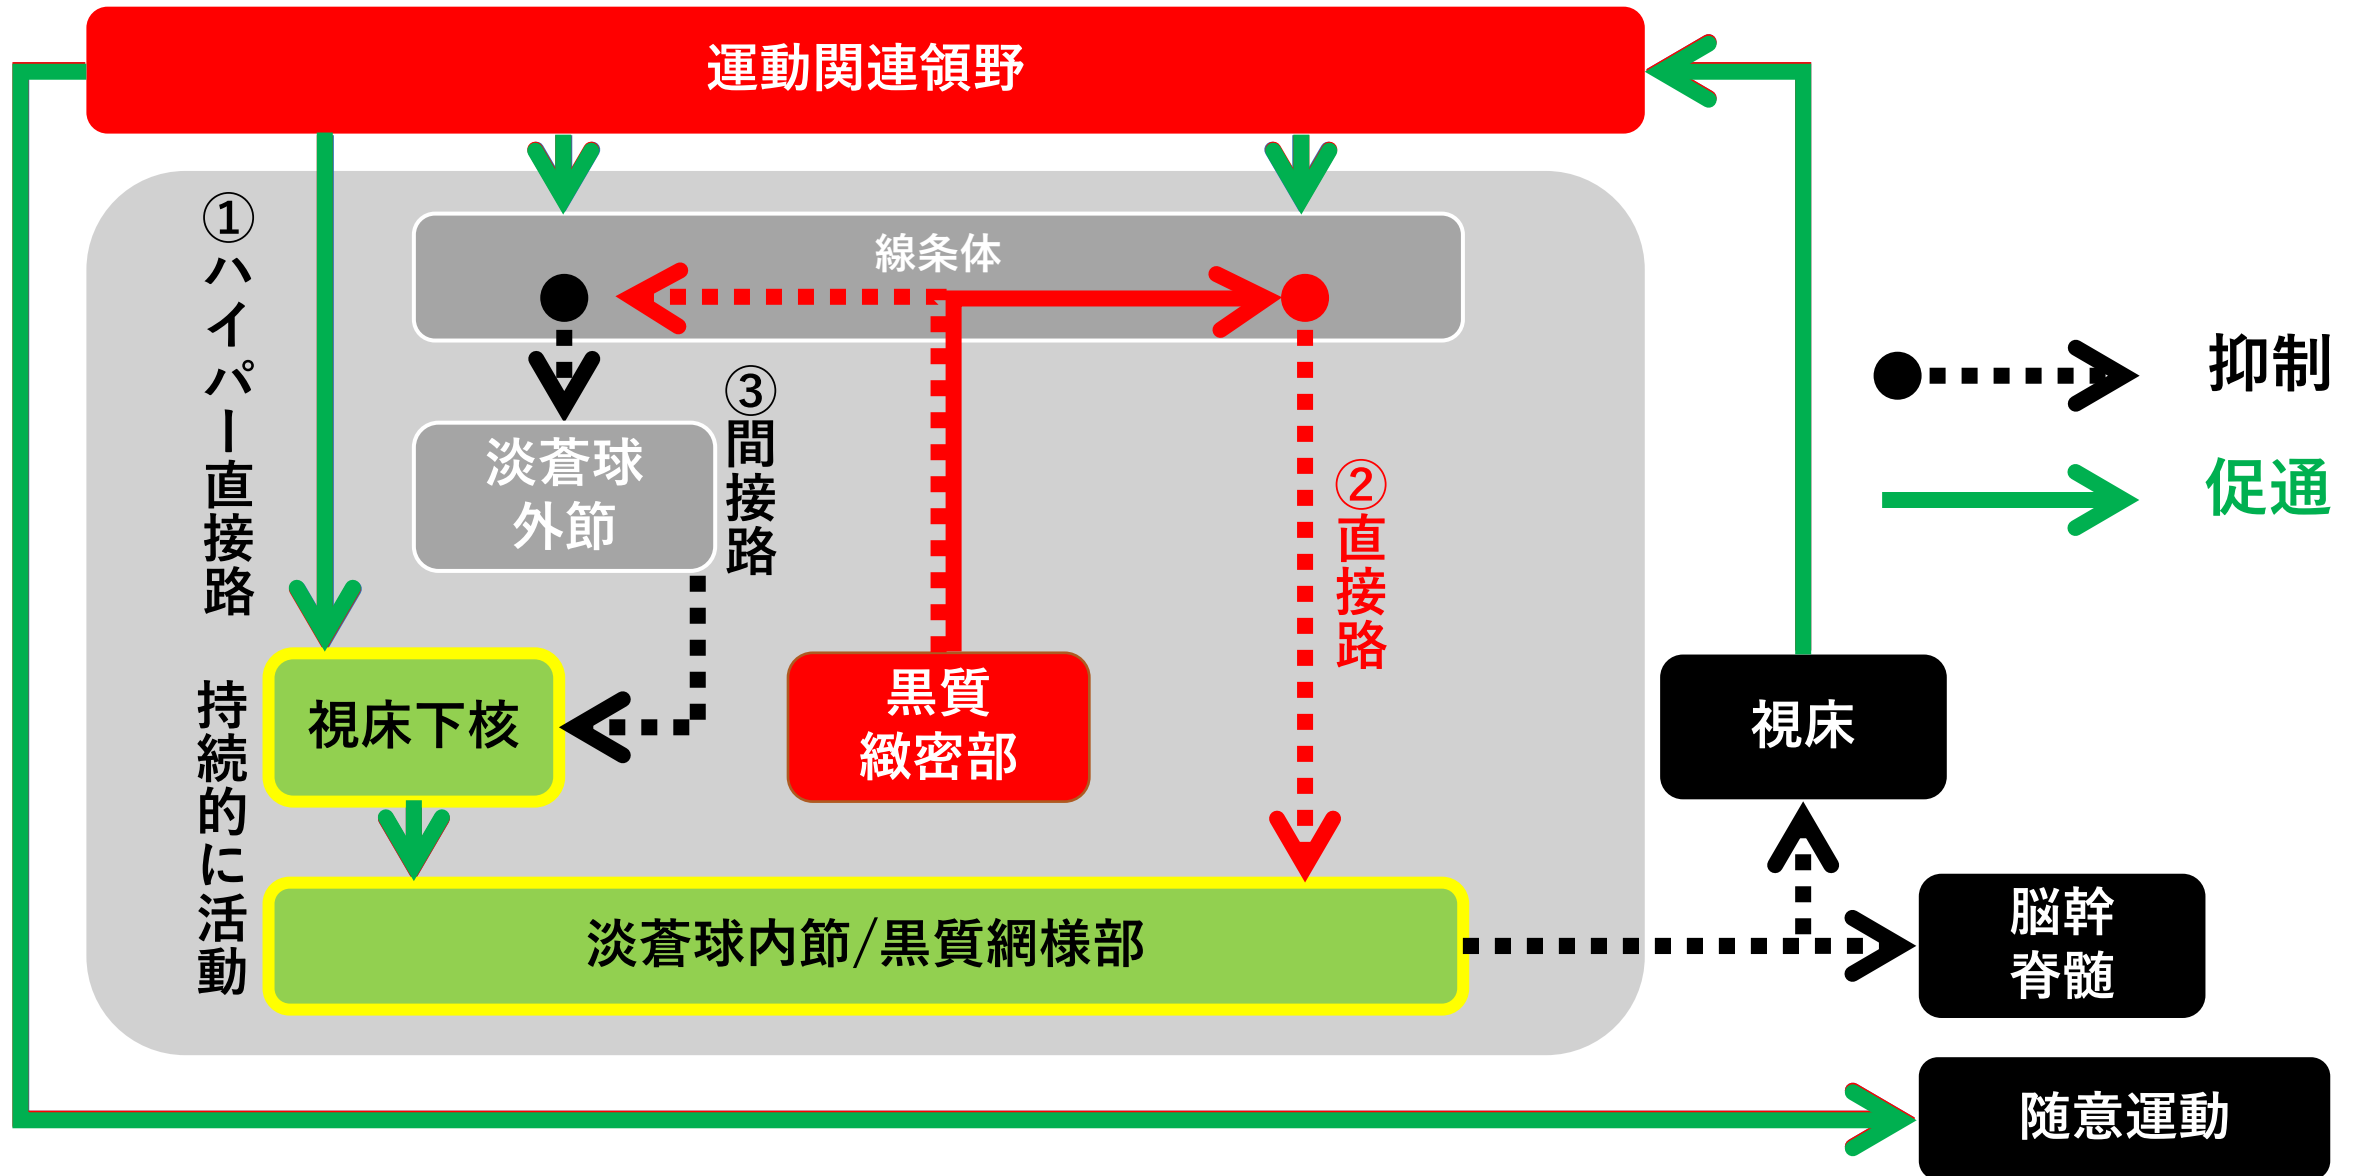 運動関連領野
①ハイパー直接路
持続的に活動
線条体
淡蒼球
外節
③間接路
②直接路
抑制
促通
視床下核
黒質
緻密部
視床
淡蒼球内節/黒質網様部
脳幹
脊髄
随意運動